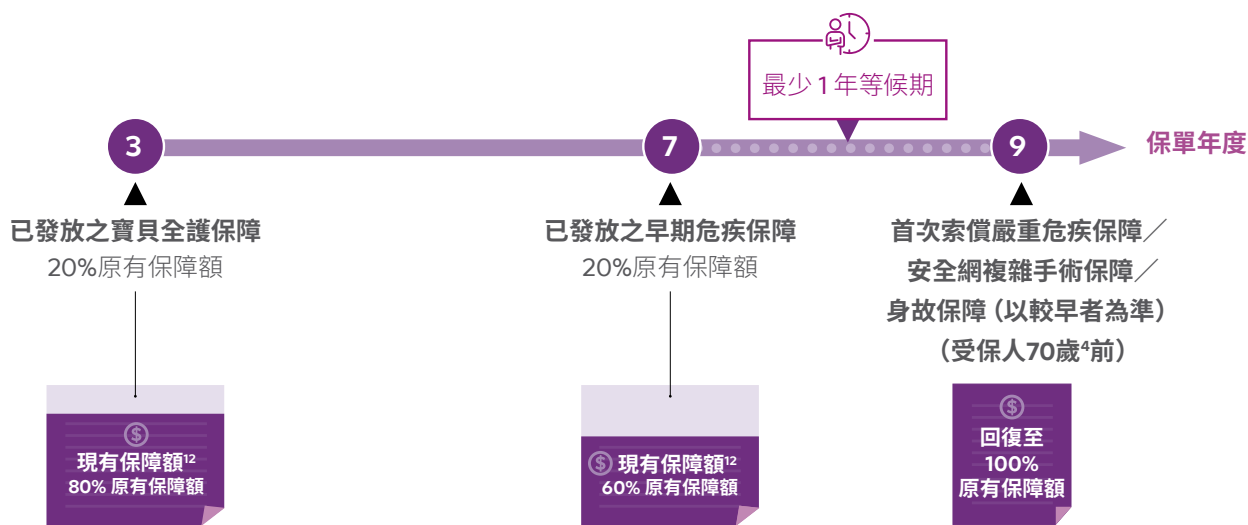 最少 1 年等候期
3
7
9
保單年度
已發放之寶貝全護保障
20%原有保障額
已發放之早期危疾保障
20%原有保障額
首次索償嚴重危疾保障／
安全網複雜手術保障／
身故保障（以較早者為準）
（受保人70歲⁴前）
$
現有保障額¹²
80% 原有保障額
$ 現有保障額¹²
60% 原有保障額
$
回復至
100%
原有保障額